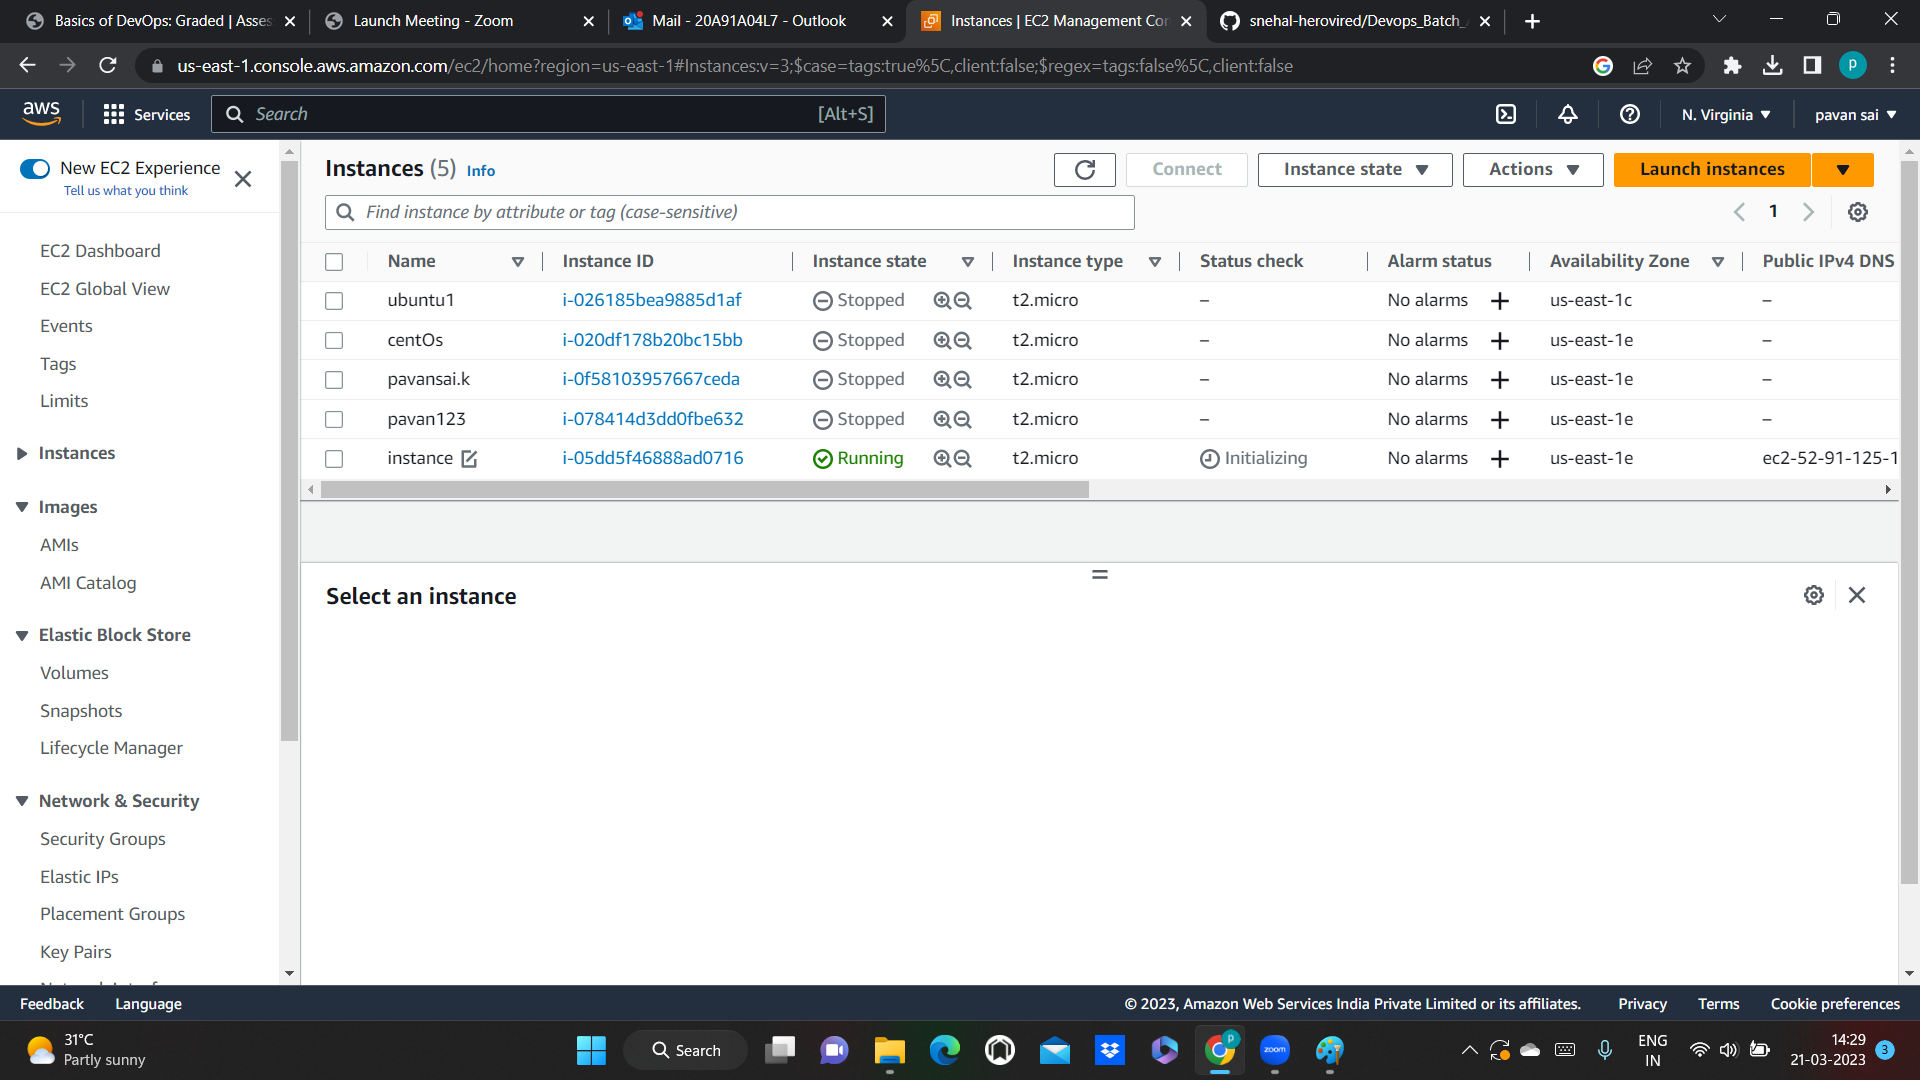 Basics of DevOps: Graded | Asses
Launch Meeting - Zoom
Mail - 20A91A04L7 - Outlook
Instances | EC2 Management Con
snehal-herovired/Devops_Batch_
us-east-1.console.aws.amazon.com/ec2/home?region=us-east-1#Instances:v=3;$case=tags:true%5C,client:false;$regex=tags:false%5C,client:false
P
aws
Services
Search
[Alt+S]
N. Virginia
pavan sai
New EC2 Experience
Tell us what you think
EC2 Dashboard
EC2 Global View
Events
Tags
Limits
Instances
Images
AMIs
AMI Catalog
Elastic Block Store
Volumes
Snapshots
Lifecycle Manager
Network & Security
Security Groups
Elastic IPs
Placement Groups
Key Pairs
Instances (5) Info
Connect
Instance state
Actions
Launch instances
Find instance by attribute or tag (case-sensitive)
1
Name Instance ID Instance state Instance type Status check Alarm status Availability Zone Public IPv4 DNS
ubuntu1 i-026185bea9885d1af Stopped t2.micro – No alarms + us-east-1c –
centOs i-020df178b20bc15bb Stopped t2.micro – No alarms + us-east-1e –
pavansai.k i-0f58103957667ceda Stopped t2.micro – No alarms + us-east-1e –
pavan123 i-078414d3dd0fbe632 Stopped t2.micro – No alarms + us-east-1e –
instance i-05dd5f46888ad0716 Running t2.micro Initializing No alarms + us-east-1e ec2-52-91-125-1
Select an instance
Feedback Language © 2023, Amazon Web Services India Private Limited or its affiliates. Privacy Terms Cookie preferences
31°C
Partly sunny
Search
P
zoom
ENG
IN
14:29
21-03-2023
3